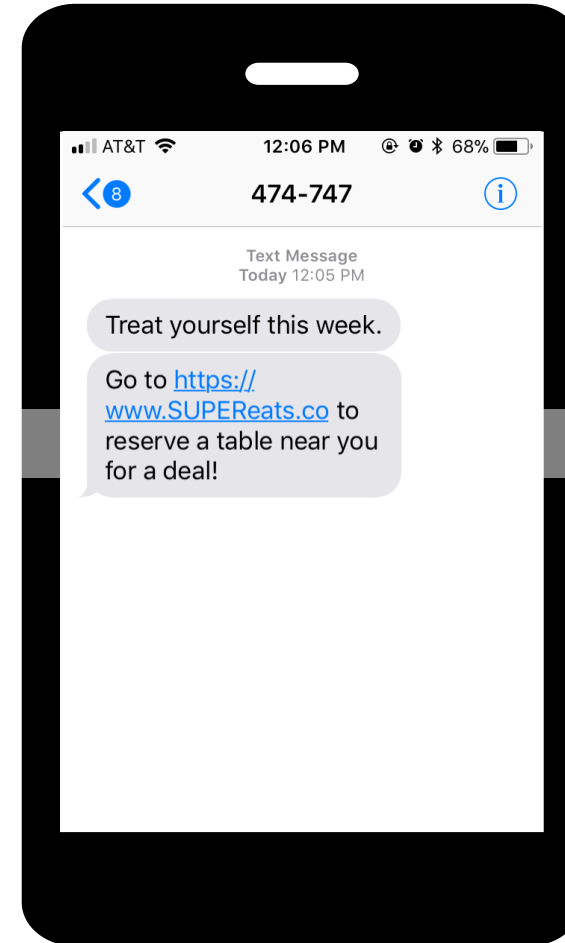 AT&T 12:06 PM 68%
8 474-747
Text Message
Today 12:05 PM
Treat yourself this week.
Go to https://
www.SUPEReats.co to
reserve a table near you
for a deal!